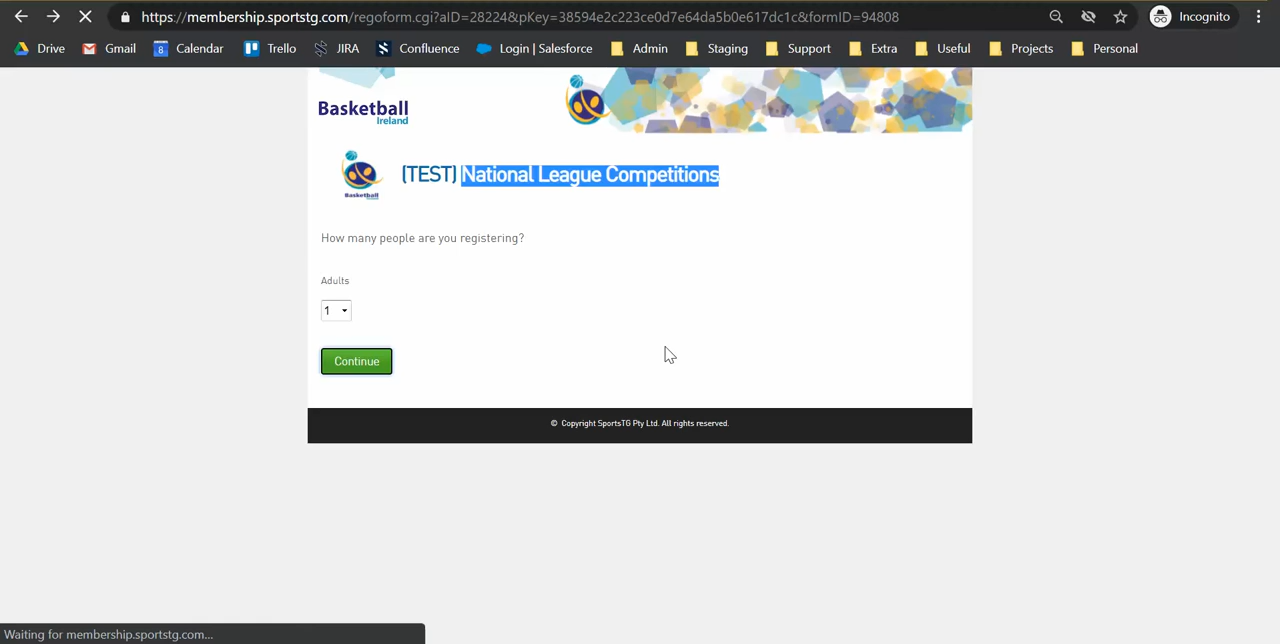 https://membership.sportstg.com/regoform.cgi?aID=28224&pKey=38594e2c223ce0d7e64da5b0e617dc1c&formID=94808
Incognito
Drive Gmail 8 Calendar Trello JIRA Confluence Login | Salesforce Admin Staging Support Extra Useful Projects Personal
Basketball
Ireland
Basketball
(TEST) National League Competitions
How many people are you registering?
Adults
1
Continue
© Copyright SportsTG Pty Ltd. All rights reserved.
Waiting for membership.sportstg.com...